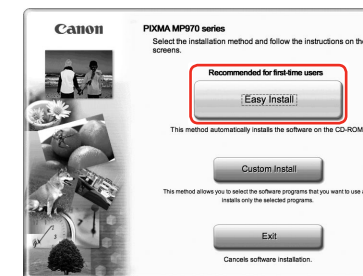 Canon
PIXMA MP970 series
Select the installation method and follow the instructions on the
screens.
Recommended for first-time users
Easy Install
This method automatically installs the software on the CD-ROM
Custom Install
This method allows you to select the software programs that you want to use a
installs only the selected programs.
Exit
Cancels software installation.